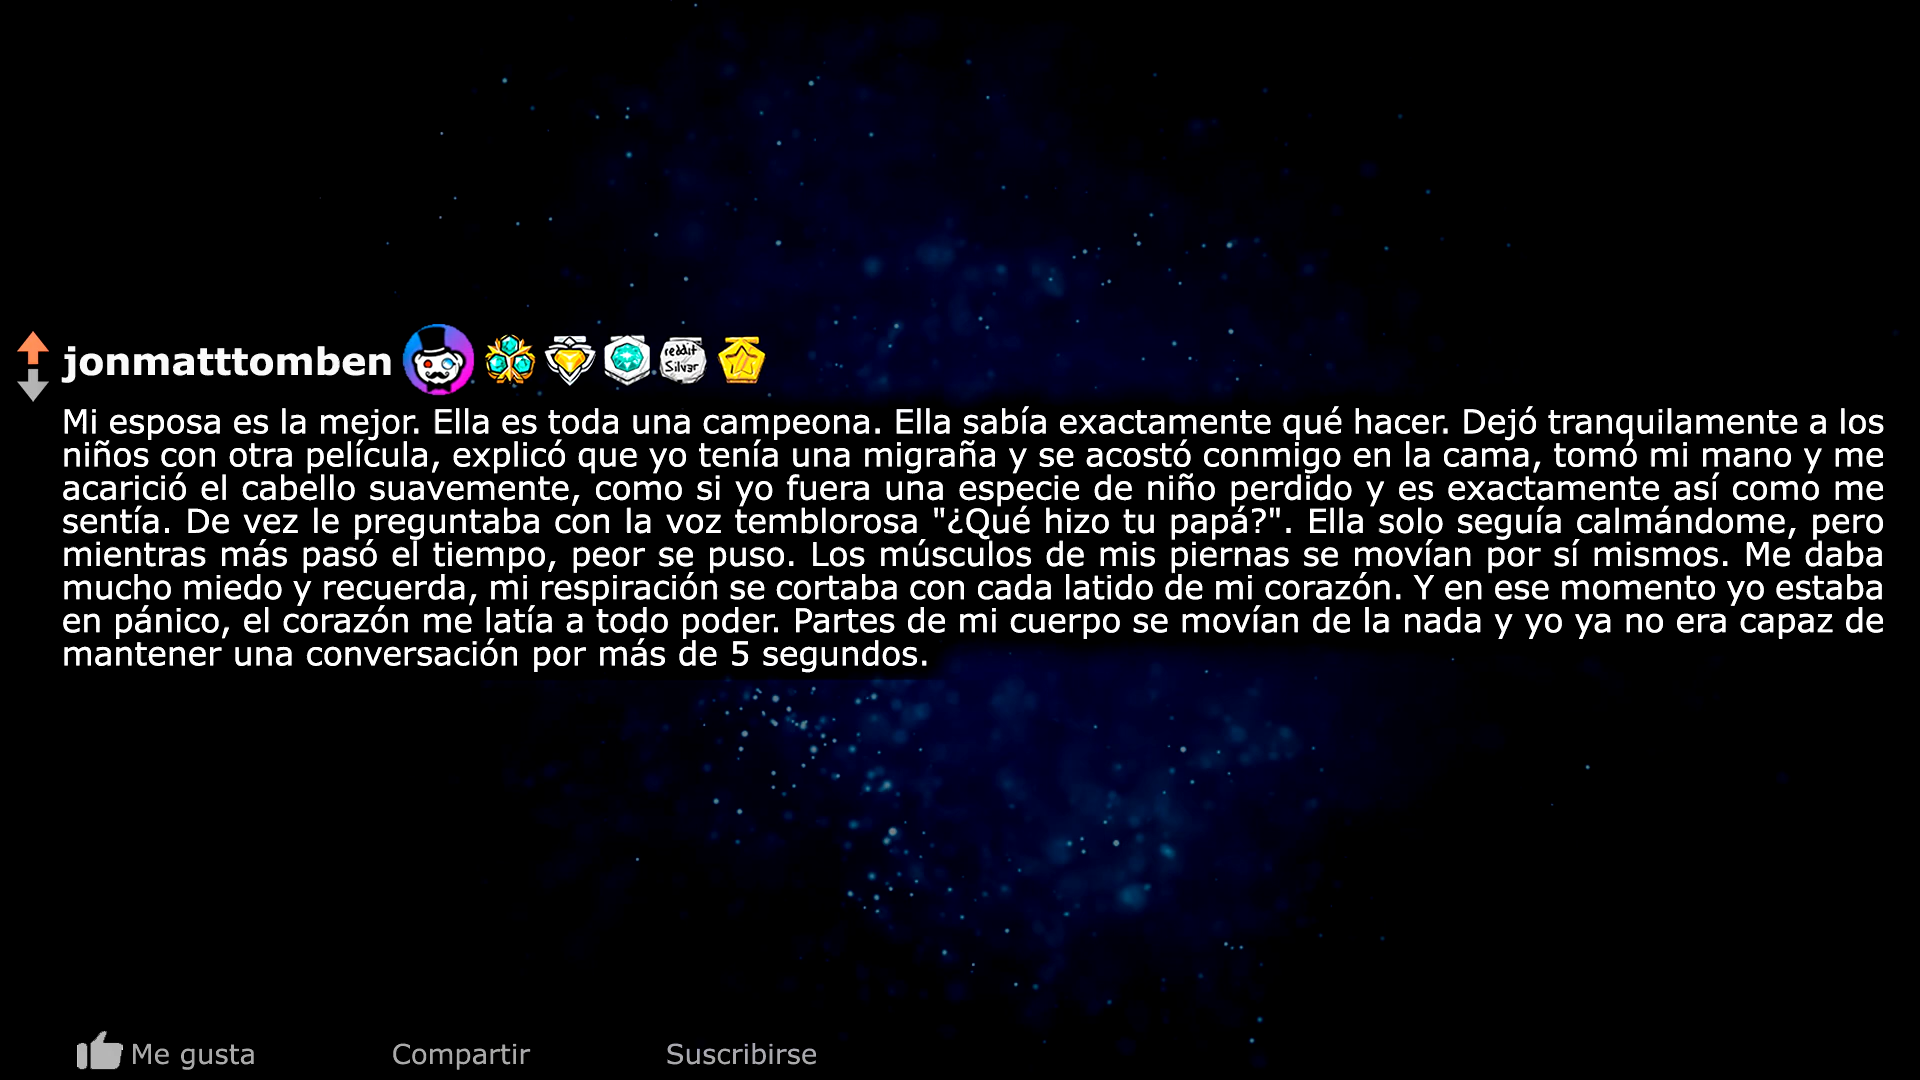 jonmatttomben
reddit
Silver
Mi esposa es la mejor. Ella es toda una campeona. Ella sabía exactamente qué hacer. Dejó tranquilamente a los
niños con otra película, explicó que yo tenía una migraña y se acostó conmigo en la cama, tomó mi mano y me
acarició el cabello suavemente, como si yo fuera una especie de niño perdido y es exactamente así como me
sentía. De vez le preguntaba con la voz temblorosa "¿Qué hizo tu papá?". Ella solo seguía calmándome, pero
mientras más pasó el tiempo, peor se puso. Los músculos de mis piernas se movían por sí mismos. Me daba
mucho miedo y recuerda, mi respiración se cortaba con cada latido de mi corazón. Y en ese momento yo estaba
en pánico, el corazón me latía a todo poder. Partes de mi cuerpo se movían de la nada y yo ya no era capaz de
mantener una conversación por más de 5 segundos.
Me gusta
Compartir
Suscribirse